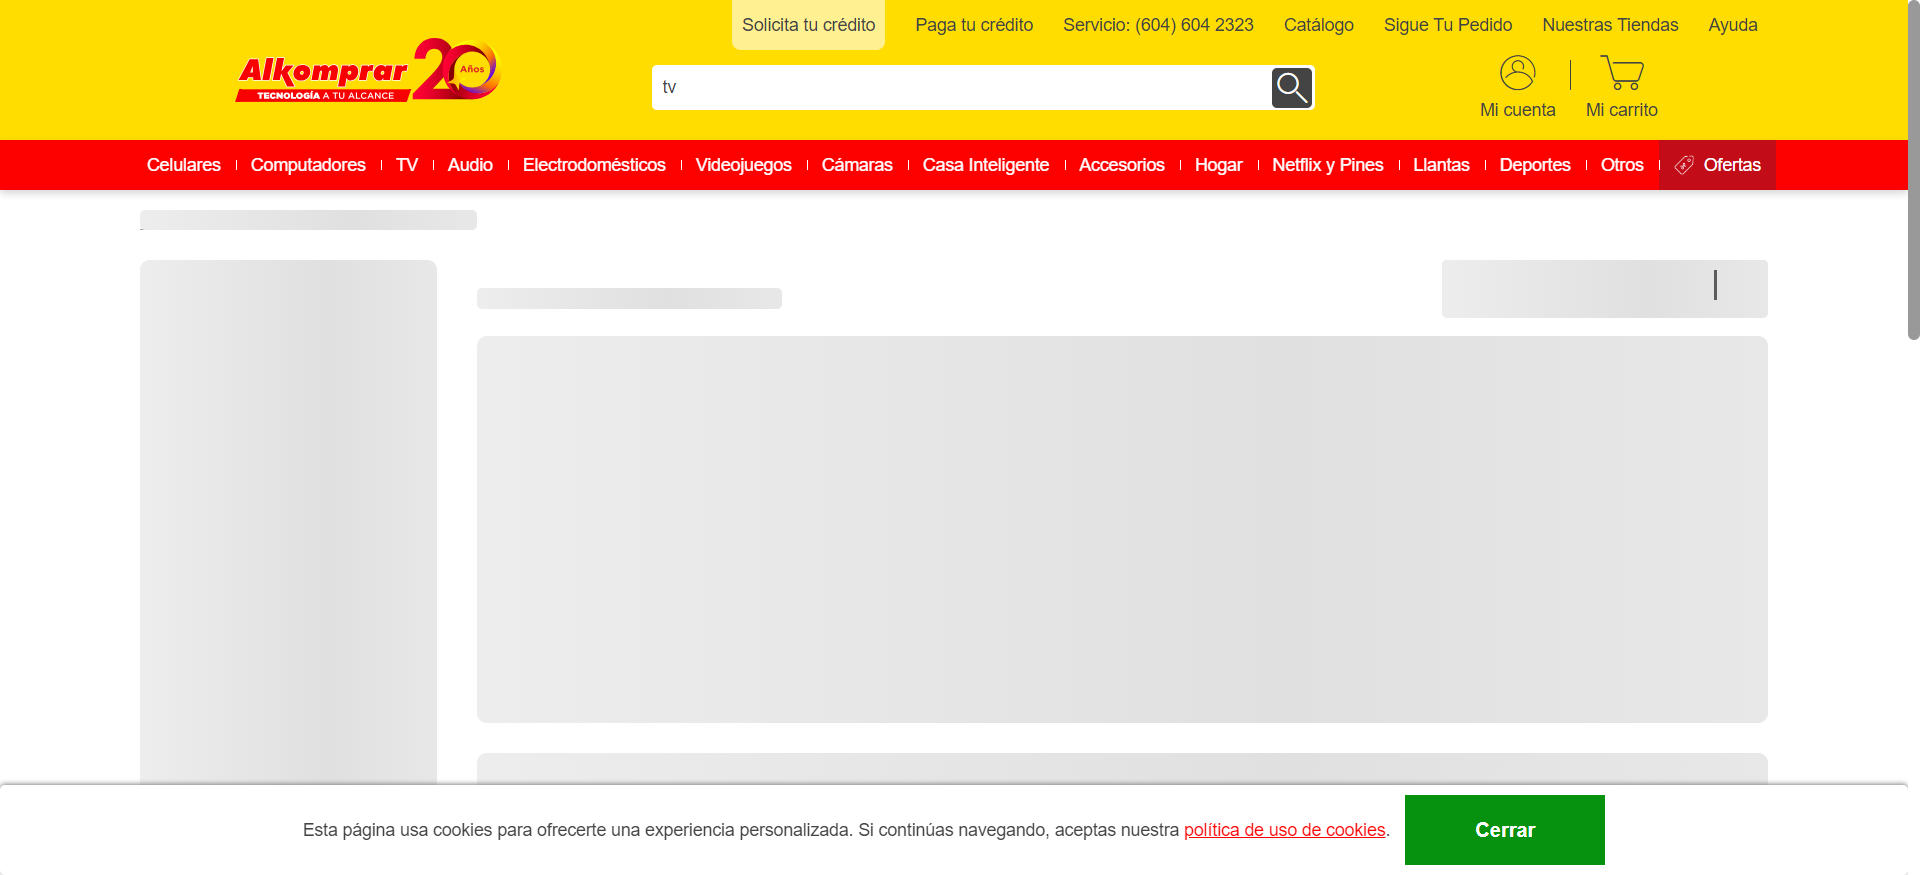 Solicita tu crédito Paga tu crédito Servicio: (604) 604 2323 Catálogo Sigue Tu Pedido Nuestras Tiendas Ayuda
Alkomprar 20 Años
TECNOLOGÍA A TU ALCANCE
tv
Mi cuenta Mi carrito
Celulares Computadores TV Audio Electrodomésticos Videojuegos Cámaras Casa Inteligente Accesorios Hogar Netflix y Pines Llantas Deportes Otros Ofertas
Esta página usa cookies para ofrecerte una experiencia personalizada. Si continúas navegando, aceptas nuestra política de uso de cookies. Cerrar